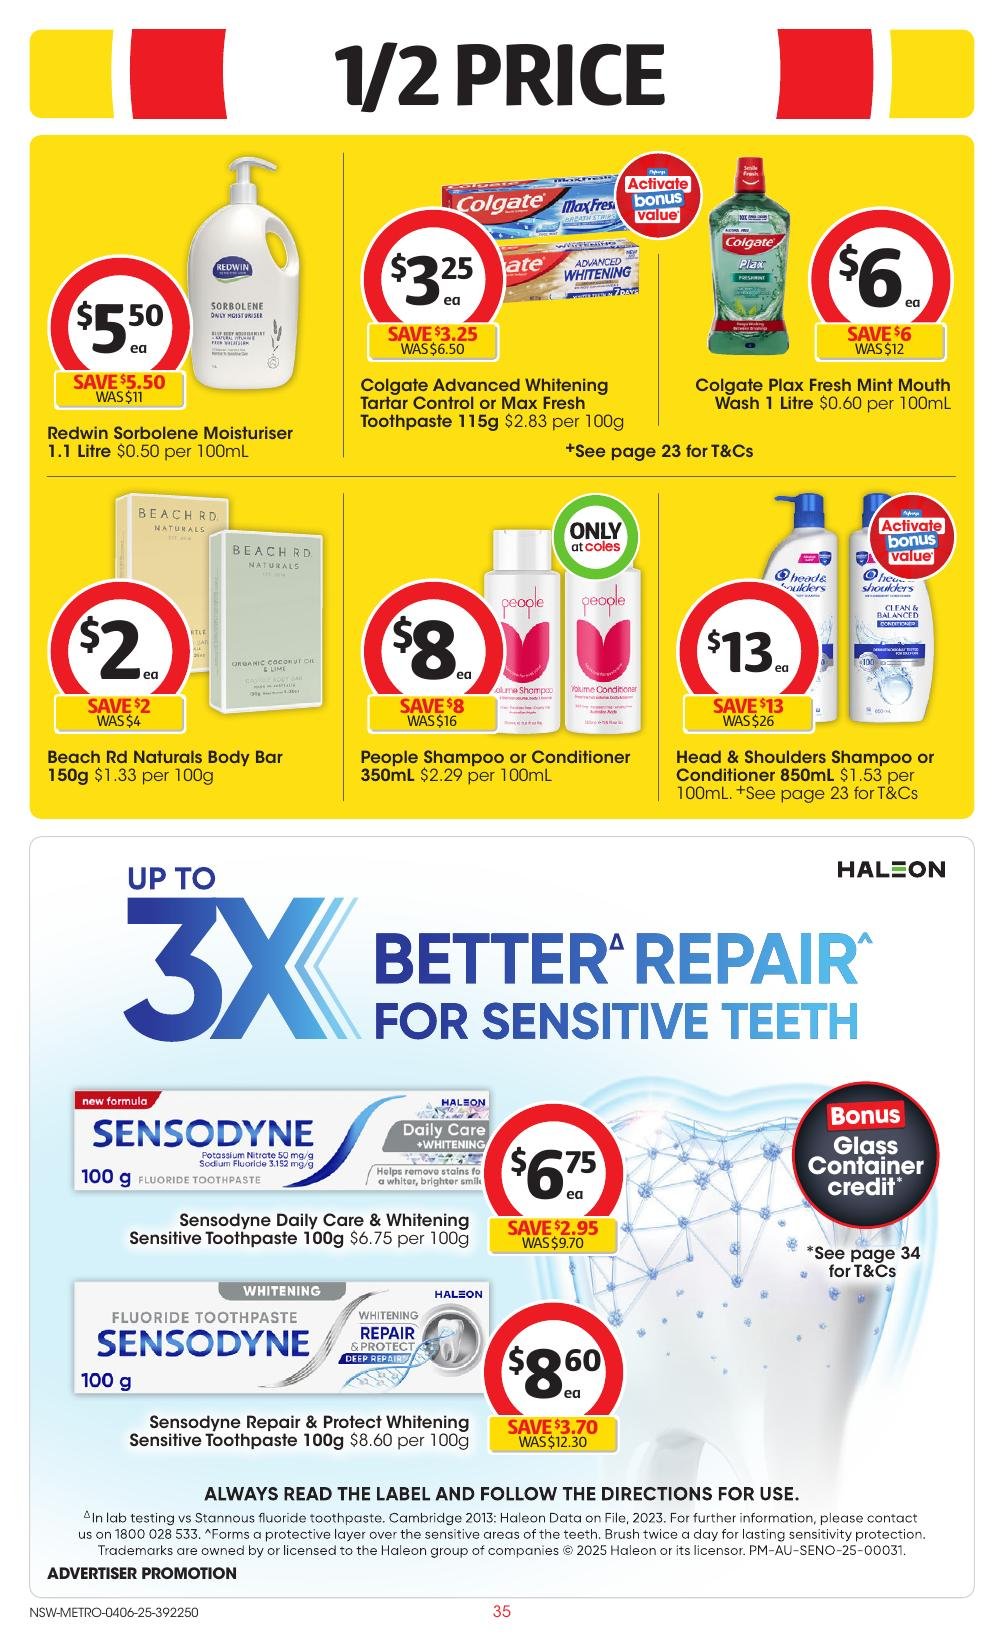 1/2 PRICE
REDWIN
SORBOLENE
DAILY MOISTURISER
$5.50 ea
SAVE $5.50
WAS $11
Redwin Sorbolene Moisturiser
1.1 Litre $0.50 per 100mL
Colgate MaxFresh
BREATH STRIPS
ADVANCED
WHITENING
Flybuys
Activate
bonus
value+
$3.25 ea
SAVE $3.25
WAS $6.50
Colgate Advanced Whitening
Tartar Control or Max Fresh
Toothpaste 115g $2.83 per 100g
Colgate
Plax
FRESHMINT
$6 ea
SAVE $6
WAS $12
Colgate Plax Fresh Mint Mouth
Wash 1 Litre $0.60 per 100mL
+See page 23 for T&Cs
BEACH RD.
NATURALS
BEACH RD.
NATURALS
ORGANIC COCONUT OIL
& LIME
$2 ea
SAVE $2
WAS $4
Beach Rd Naturals Body Bar
150g $1.33 per 100g
ONLY
at coles
people
Volume Shampoo
people
Volume Conditioner
$8 ea
SAVE $8
WAS $16
People Shampoo or Conditioner
350mL $2.29 per 100mL
head&
shoulders
head&
shoulders
CLEAN &
BALANCED
CONDITIONER
Flybuys
Activate
bonus
value+
$13 ea
SAVE $13
WAS $26
Head & Shoulders Shampoo or
Conditioner 850mL $1.53 per
100mL. +See page 23 for T&Cs
HALEON
UP TO
3X
BETTERΔ REPAIR^
FOR SENSITIVE TEETH
new formula
HALEON
SENSODYNE
Daily Care
+WHITENING
Potassium Nitrate 50 mg/g
Sodium Fluoride 3.152 mg/g
100 g FLUORIDE TOOTHPASTE
Helps remove stains fo
a whiter, brighter smil
$6.75 ea
SAVE $2.95
WAS $9.70
Sensodyne Daily Care & Whitening
Sensitive Toothpaste 100g $6.75 per 100g
Bonus
Glass
Container
credit*
*See page 34
for T&Cs
WHITENING
HALEON
FLUORIDE TOOTHPASTE
SENSODYNE
WHITENING
REPAIR
& PROTECT
DEEP REPAIR
100 g
$8.60 ea
SAVE $3.70
WAS $12.30
Sensodyne Repair & Protect Whitening
Sensitive Toothpaste 100g $8.60 per 100g
ALWAYS READ THE LABEL AND FOLLOW THE DIRECTIONS FOR USE.
ΔIn lab testing vs Stannous fluoride toothpaste. Cambridge 2013: Haleon Data on File, 2023. For further information, please contact
us on 1800 028 533. ^Forms a protective layer over the sensitive areas of the teeth. Brush twice a day for lasting sensitivity protection.
Trademarks are owned by or licensed to the Haleon group of companies © 2025 Haleon or its licensor. PM-AU-SENO-25-00031.
ADVERTISER PROMOTION
NSW-METRO-0406-25-392250
35